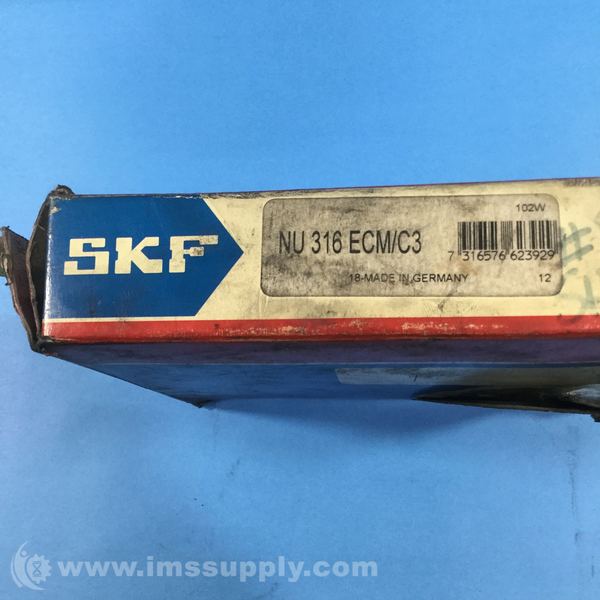 SKF
102W
NU 316 ECM/C3
7 316576 623929
18-MADE IN GERMANY
12
www.imssupply.com